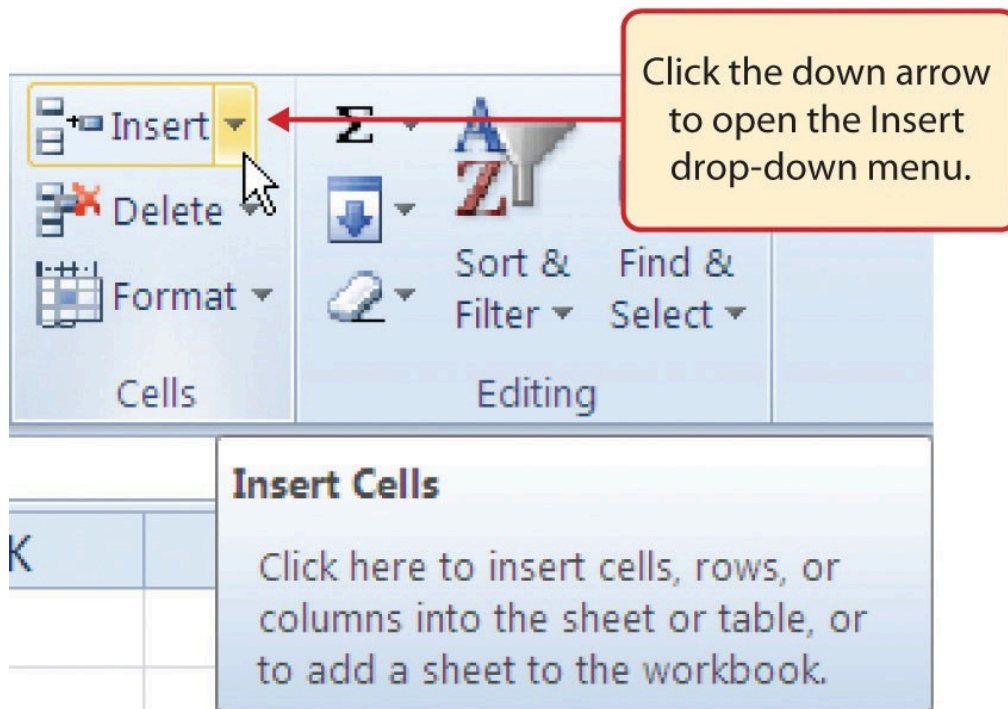 Click the down arrow
to open the Insert
drop-down menu.
Insert
Σ
A
Z
Delete
Format
Sort &
Filter
Find &
Select
Cells
Editing
Insert Cells
Click here to insert cells, rows, or
columns into the sheet or table, or
to add a sheet to the workbook.
K